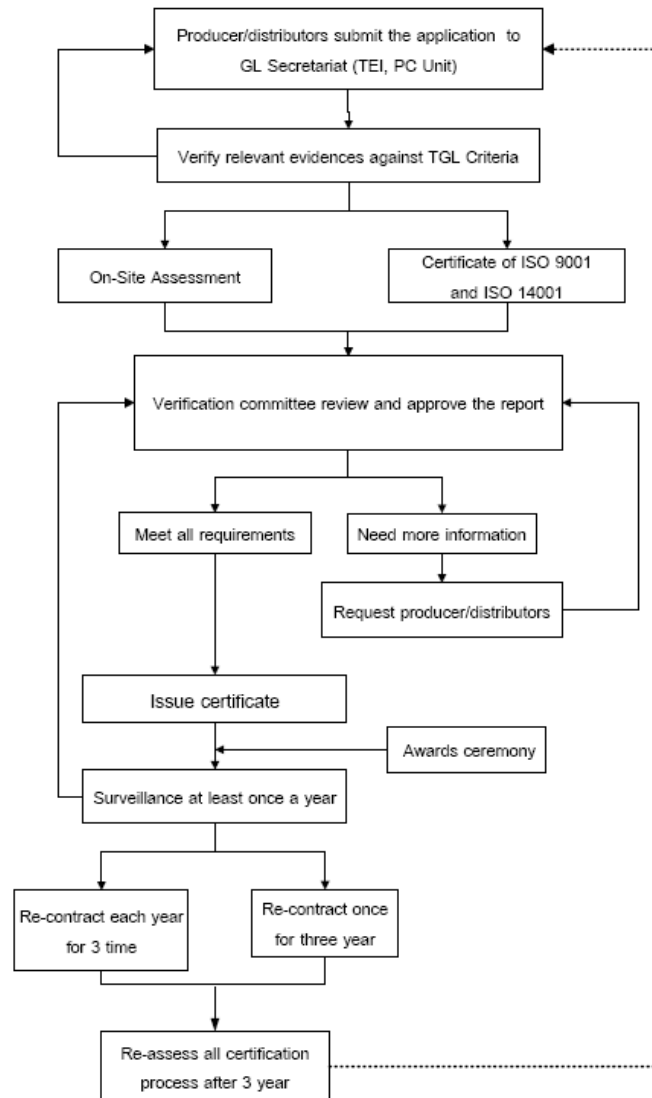 Producer/distributors submit the application to
GL Secretariat (TEI, PC Unit)
Verify relevant evidences against TGL Criteria
On-Site Assessment
Certificate of ISO 9001
and ISO 14001
Verification committee review and approve the report
Meet all requirements
Need more information
Request producer/distributors
Issue certificate
Awards ceremony
Surveillance at least once a year
Re-contract each year
for 3 time
Re-contract once
for three year
Re-assess all certification
process after 3 year